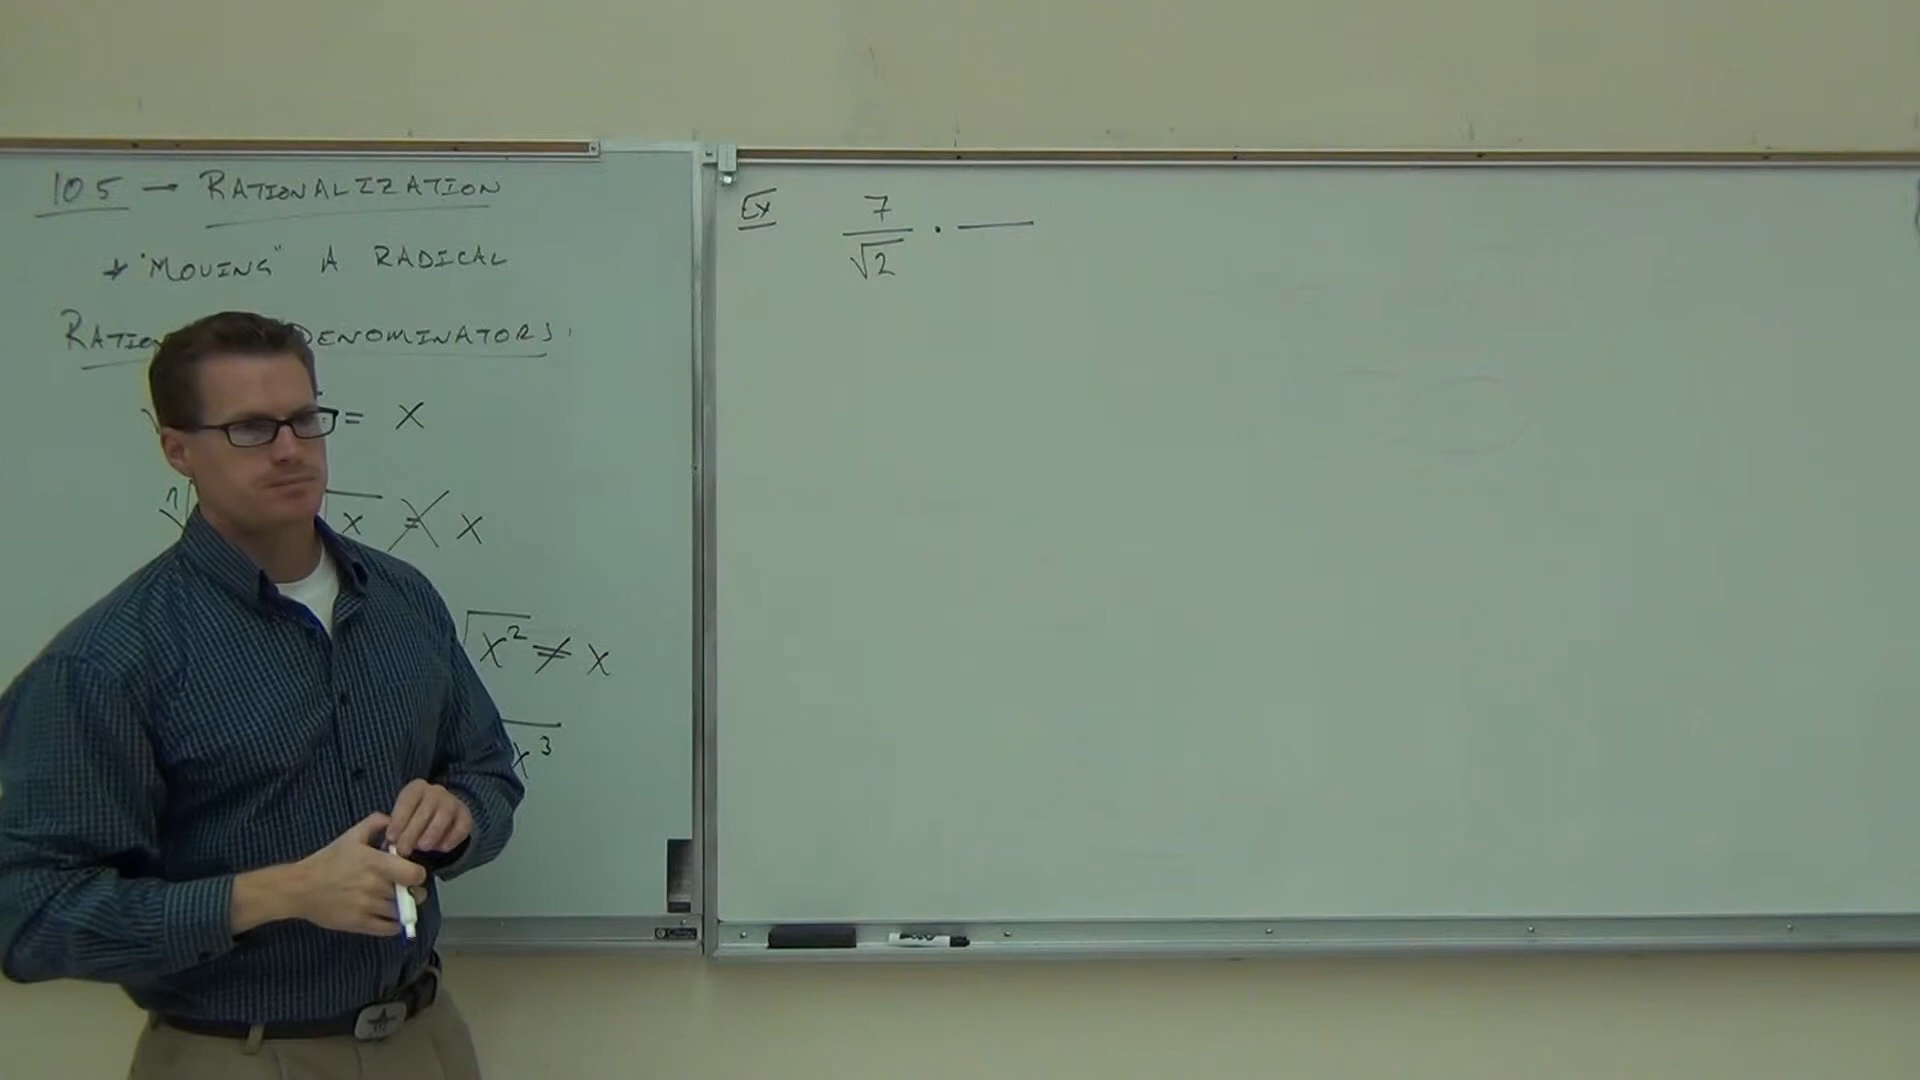 10.5 → RATIONALIZATION
* "MOVING" A RADICAL
DENOMINATORS:
= X
n x = X
√x² ≠ x
x³
Ex 7/√2 · —